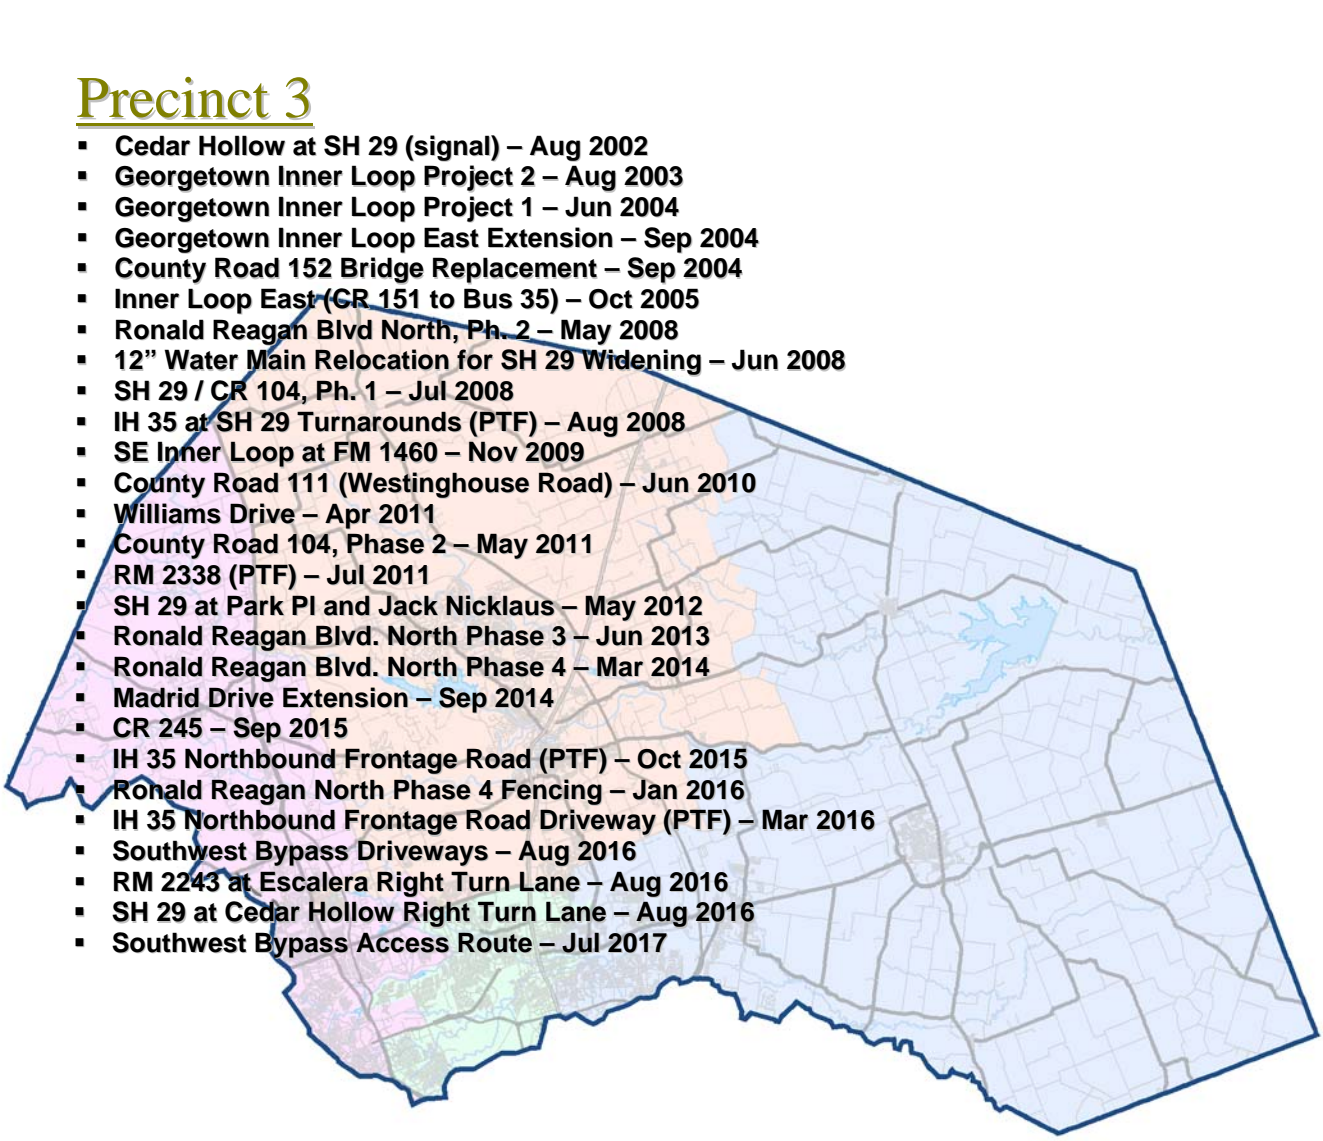 Precinct 3
▪ Cedar Hollow at SH 29 (signal) – Aug 2002
▪ Georgetown Inner Loop Project 2 – Aug 2003
▪ Georgetown Inner Loop Project 1 – Jun 2004
▪ Georgetown Inner Loop East Extension – Sep 2004
▪ County Road 152 Bridge Replacement – Sep 2004
▪ Inner Loop East (CR 151 to Bus 35) – Oct 2005
▪ Ronald Reagan Blvd North, Ph. 2 – May 2008
▪ 12” Water Main Relocation for SH 29 Widening – Jun 2008
▪ SH 29 / CR 104, Ph. 1 – Jul 2008
▪ IH 35 at SH 29 Turnarounds (PTF) – Aug 2008
▪ SE Inner Loop at FM 1460 – Nov 2009
▪ County Road 111 (Westinghouse Road) – Jun 2010
▪ Williams Drive – Apr 2011
▪ County Road 104, Phase 2 – May 2011
▪ RM 2338 (PTF) – Jul 2011
▪ SH 29 at Park Pl and Jack Nicklaus – May 2012
▪ Ronald Reagan Blvd. North Phase 3 – Jun 2013
▪ Ronald Reagan Blvd. North Phase 4 – Mar 2014
▪ Madrid Drive Extension – Sep 2014
▪ CR 245 – Sep 2015
▪ IH 35 Northbound Frontage Road (PTF) – Oct 2015
▪ Ronald Reagan North Phase 4 Fencing – Jan 2016
▪ IH 35 Northbound Frontage Road Driveway (PTF) – Mar 2016
▪ Southwest Bypass Driveways – Aug 2016
▪ RM 2243 at Escalera Right Turn Lane – Aug 2016
▪ SH 29 at Cedar Hollow Right Turn Lane – Aug 2016
▪ Southwest Bypass Access Route – Jul 2017